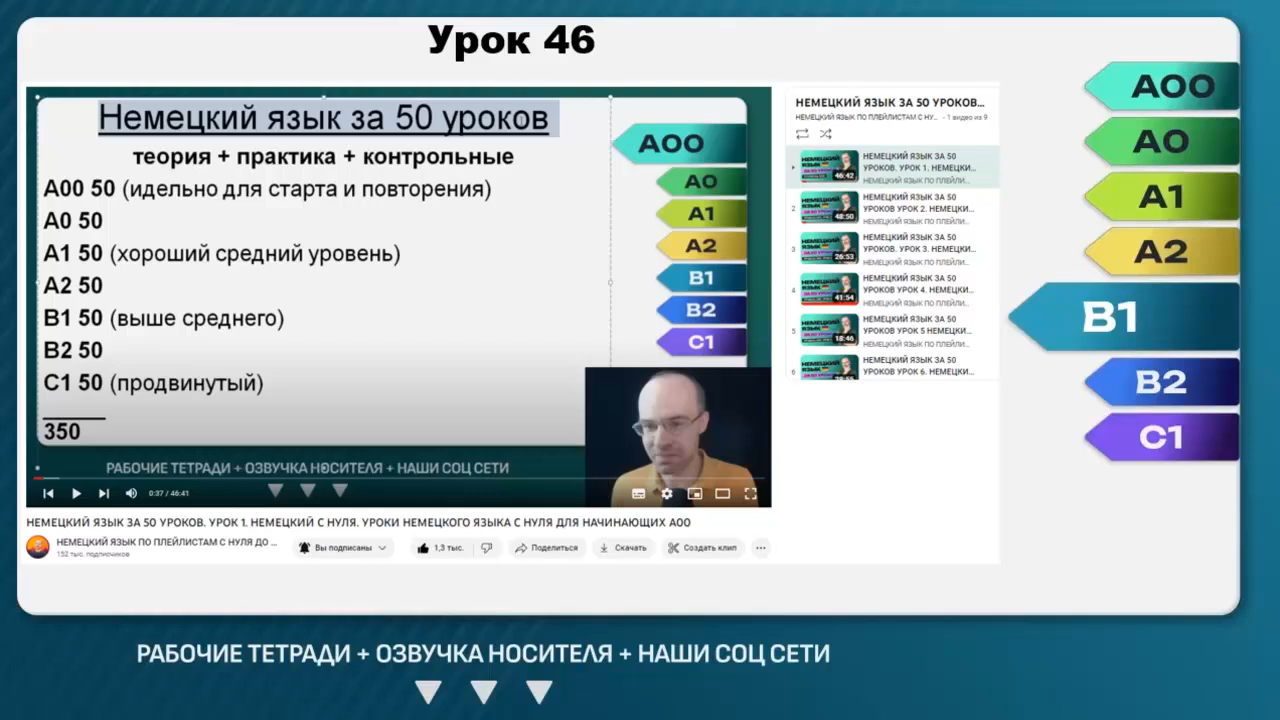 Урок 46
Немецкий язык за 50 уроков
теория + практика + контрольные
A00 50 (идельно для старта и повторения)
A0 50
A1 50 (хороший средний уровень)
A2 50
B1 50 (выше среднего)
B2 50
C1 50 (продвинутый)
350
A00
A0
A1
A2
B1
B2
C1
РАБОЧИЕ ТЕТРАДИ + ОЗВУЧКА НОСИТЕЛЯ + НАШИ СОЦ СЕТИ
0:37 / 46:41
НЕМЕЦКИЙ ЯЗЫК ЗА 50 УРОКОВ. УРОК 1. НЕМЕЦКИЙ С НУЛЯ. УРОКИ НЕМЕЦКОГО ЯЗЫКА С НУЛЯ ДЛЯ НАЧИНАЮЩИХ A00
НЕМЕЦКИЙ ЯЗЫК ПО ПЛЕЙЛИСТАМ С НУЛЯ ДО ...
152 тыс. подписчиков
Вы подписаны
1,3 тыс.
Поделиться
Скачать
Создать клип
НЕМЕЦКИЙ ЯЗЫК ЗА 50 УРОКОВ...
НЕМЕЦКИЙ ЯЗЫК ПО ПЛЕЙЛИСТАМ С НУ... - 1 видео из 9
46:42
НЕМЕЦКИЙ ЯЗЫК ЗА 50
УРОКОВ. УРОК 1. НЕМЕЦКИ...
НЕМЕЦКИЙ ЯЗЫК ПО ПЛЕЙЛИ...
2
48:50
НЕМЕЦКИЙ ЯЗЫК ЗА 50
УРОКОВ УРОК 2. НЕМЕЦКИ...
НЕМЕЦКИЙ ЯЗЫК ПО ПЛЕЙЛИ...
3
26:53
НЕМЕЦКИЙ ЯЗЫК ЗА 50
УРОКОВ. УРОК 3. НЕМЕЦКИ...
НЕМЕЦКИЙ ЯЗЫК ПО ПЛЕЙЛИ...
4
41:54
НЕМЕЦКИЙ ЯЗЫК ЗА 50
УРОКОВ УРОК 4. НЕМЕЦКИ...
НЕМЕЦКИЙ ЯЗЫК ПО ПЛЕЙЛИ...
5
18:46
НЕМЕЦКИЙ ЯЗЫК ЗА 50
УРОКОВ УРОК 5 НЕМЕЦКИ...
НЕМЕЦКИЙ ЯЗЫК ПО ПЛЕЙЛИ...
6
НЕМЕЦКИЙ ЯЗЫК ЗА 50
УРОКОВ УРОК 6. НЕМЕЦКИ...
A00
A0
A1
A2
B1
B2
C1
РАБОЧИЕ ТЕТРАДИ + ОЗВУЧКА НОСИТЕЛЯ + НАШИ СОЦ СЕТИ